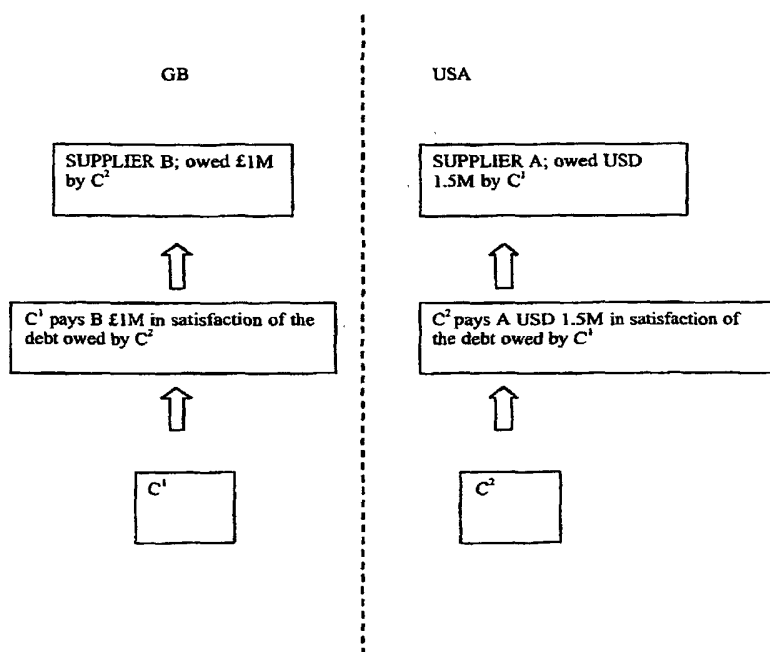 GB
USA
SUPPLIER B; owed £1M
by C²
SUPPLIER A; owed USD
1.5M by C¹
C¹ pays B £1M in satisfaction of the
debt owed by C²
C² pays A USD 1.5M in satisfaction of
the debt owed by C¹
C¹
C²